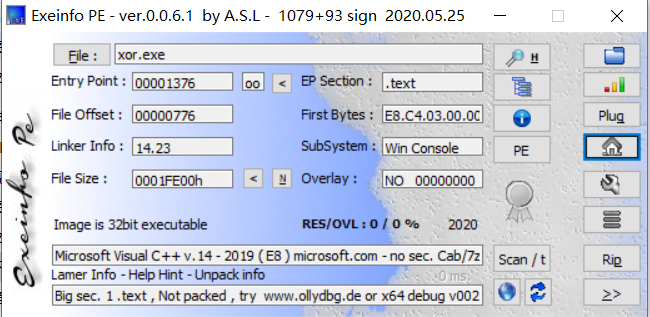 Exeinfo PE - ver.0.0.6.1 by A.S.L - 1079+93 sign 2020.05.25
File : xor.exe H
Entry Point : 00001376 oo < EP Section : .text
File Offset : 00000776 First Bytes : E8.C4.03.00.00 Plug
Linker Info : 14.23 SubSystem : Win Console PE
File Size : 0001FE00h < N Overlay : NO 00000000
Image is 32bit executable RES/OVL : 0 / 0 % 2020
Microsoft Visual C++ v.14 - 2019 ( E8 ) microsoft.com - no sec. Cab/7z Scan / t Rip
Lamer Info - Help Hint - Unpack info 0 ms.
Big sec. 1 .text , Not packed , try www.ollydbg.de or x64 debug v002 >>
Exeinfo Pe